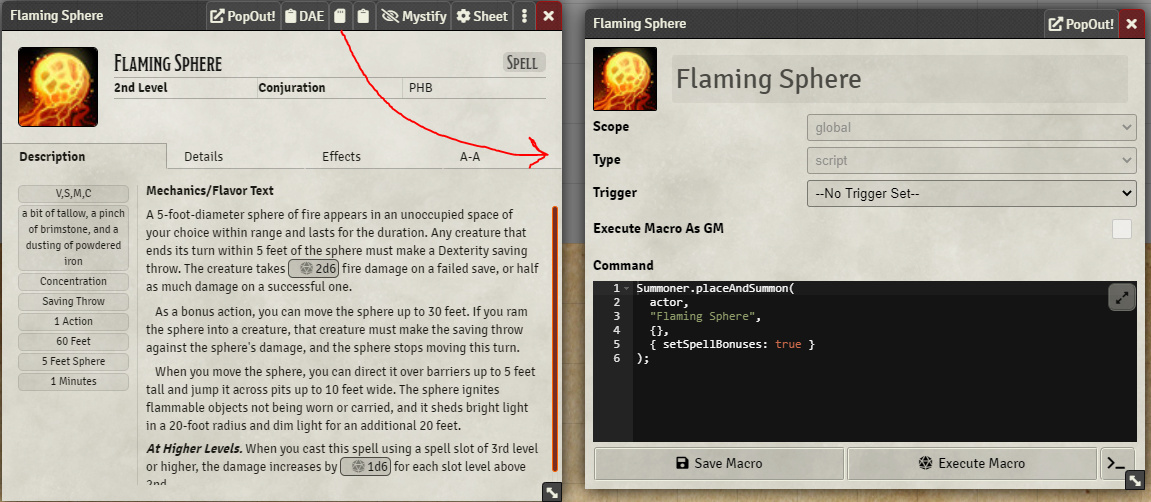 Flaming Sphere PopOut! DAE Mystify Sheet
FLAMING SPHERE
SPELL
2nd Level Conjuration PHB
Description Details Effects A-A
V,S,M,C
a bit of tallow, a pinch
of brimstone, and a
dusting of powdered
iron
Concentration
Saving Throw
1 Action
60 Feet
5 Feet Sphere
1 Minutes
Mechanics/Flavor Text
A 5-foot-diameter sphere of fire appears in an unoccupied space of
your choice within range and lasts for the duration. Any creature that
ends its turn within 5 feet of the sphere must make a Dexterity saving
throw. The creature takes 2d6 fire damage on a failed save, or half
as much damage on a successful one.
As a bonus action, you can move the sphere up to 30 feet. If you ram
the sphere into a creature, that creature must make the saving throw
against the sphere's damage, and the sphere stops moving this turn.
When you move the sphere, you can direct it over barriers up to 5 feet
tall and jump it across pits up to 10 feet wide. The sphere ignites
flammable objects not being worn or carried, and it sheds bright light
in a 20-foot radius and dim light for an additional 20 feet.
At Higher Levels. When you cast this spell using a spell slot of 3rd level
or higher, the damage increases by 1d6 for each slot level above
2nd.
Flaming Sphere PopOut!
Flaming Sphere
Scope global
Type script
Trigger --No Trigger Set--
Execute Macro As GM
Command
1 Summoner.placeAndSummon(
2 actor,
3 "Flaming Sphere",
4 {},
5 { setSpellBonuses: true }
6 );
Save Macro Execute Macro